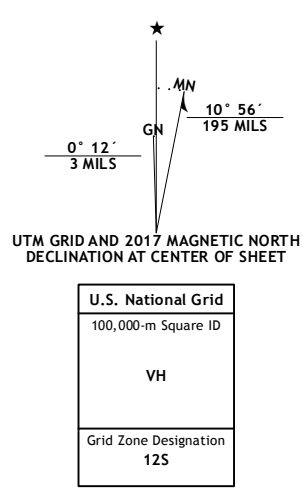 MN
10° 56´
195 MILS
GN
0° 12´
3 MILS
UTM GRID AND 2017 MAGNETIC NORTH
DECLINATION AT CENTER OF SHEET
U.S. National Grid
100,000-m Square ID
VH
Grid Zone Designation
12S